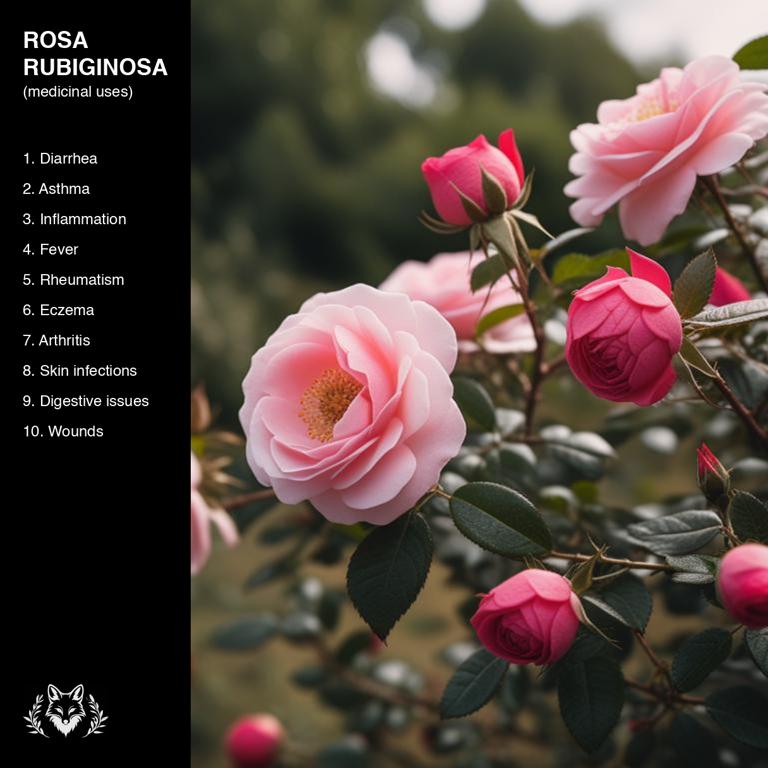 ROSA
RUBIGINOSA
(medicinal uses)
1. Diarrhea
2. Asthma
3. Inflammation
4. Fever
5. Rheumatism
6. Eczema
7. Arthritis
8. Skin infections
9. Digestive issues
10. Wounds